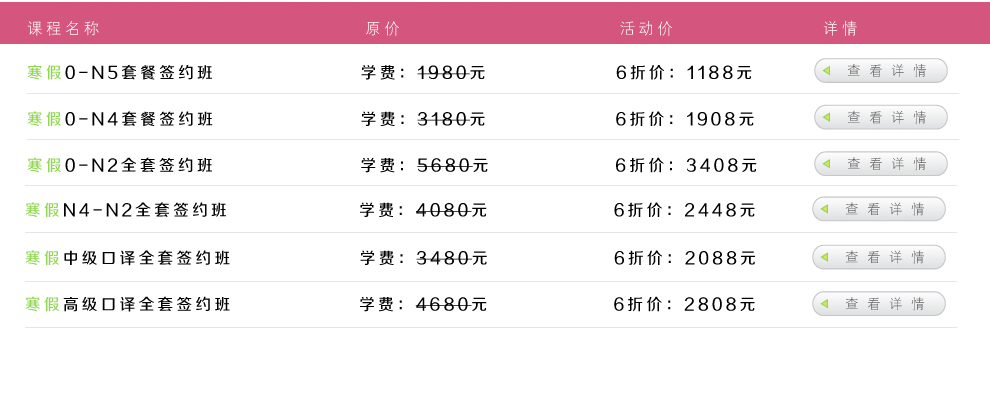 课程名称 原价 活动价 详情
寒假0-N5套餐签约班 学费：1980元 6折价：1188元 查看详情
寒假0-N4套餐签约班 学费：3180元 6折价：1908元 查看详情
寒假0-N2全套签约班 学费：5680元 6折价：3408元 查看详情
寒假N4-N2全套签约班 学费：4080元 6折价：2448元 查看详情
寒假中级口译全套签约班 学费：3480元 6折价：2088元 查看详情
寒假高级口译全套签约班 学费：4680元 6折价：2808元 查看详情